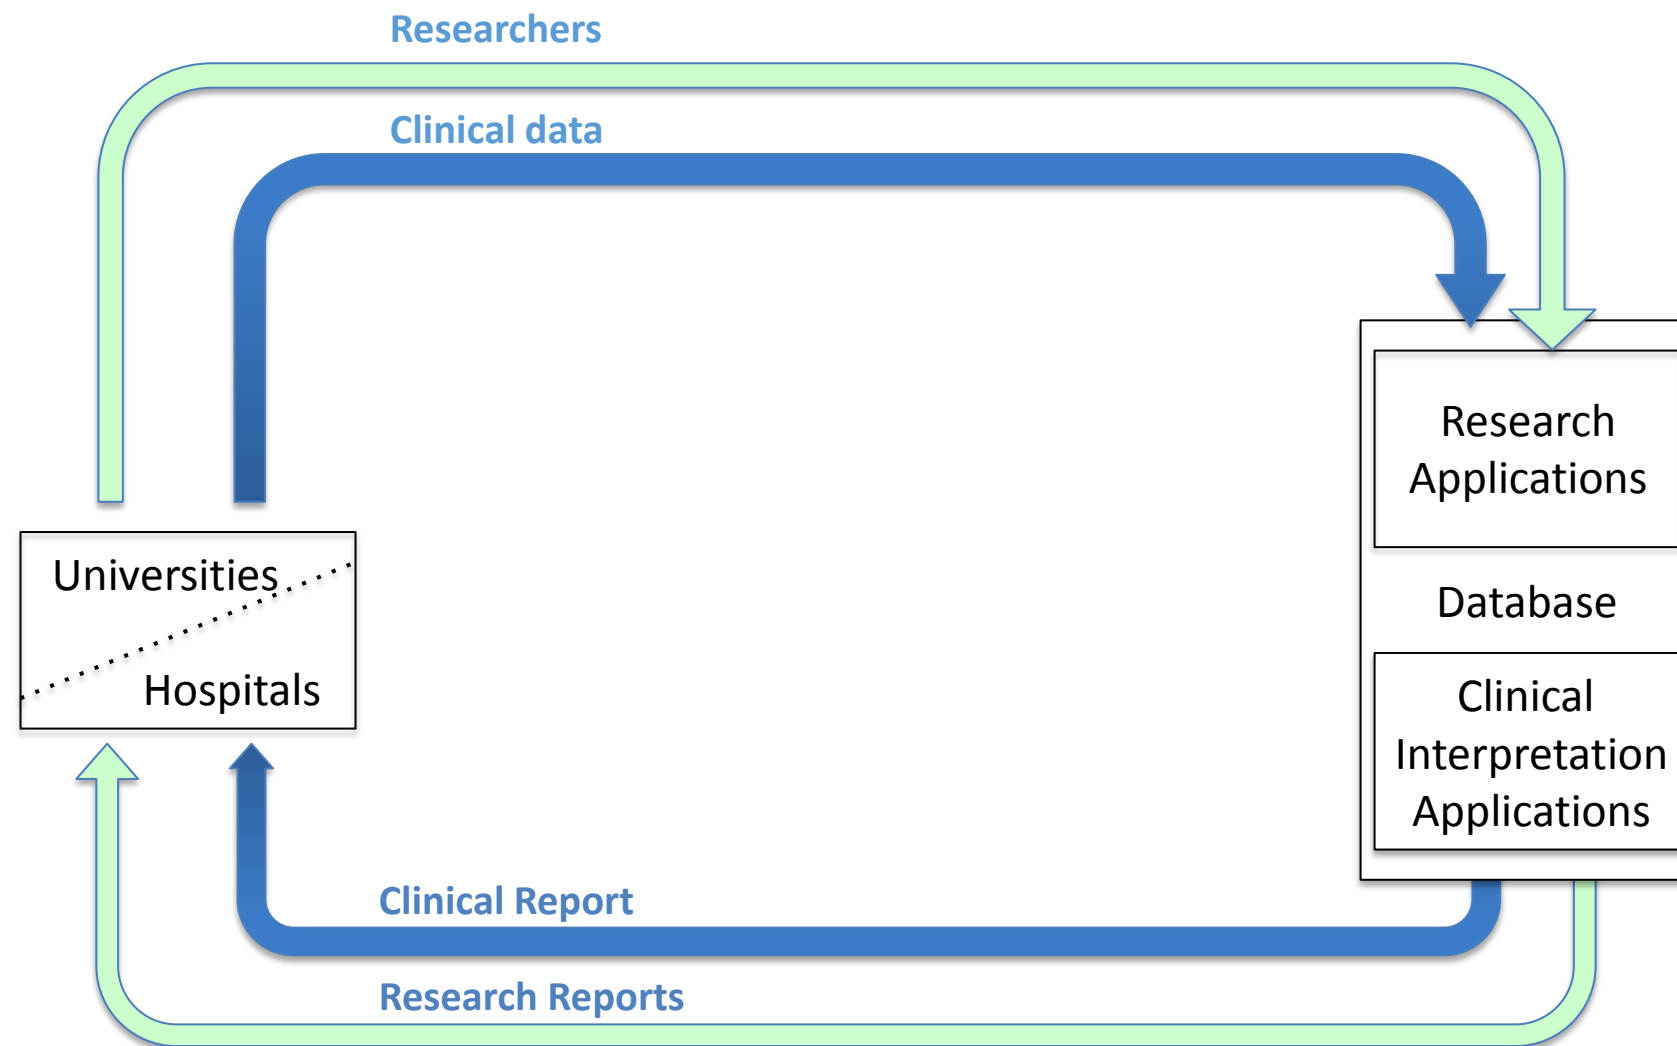 Researchers
Clinical data
Research
Applications
Universities
Database
Hospitals
Clinical
Interpretation
Applications
Clinical Report
Research Reports